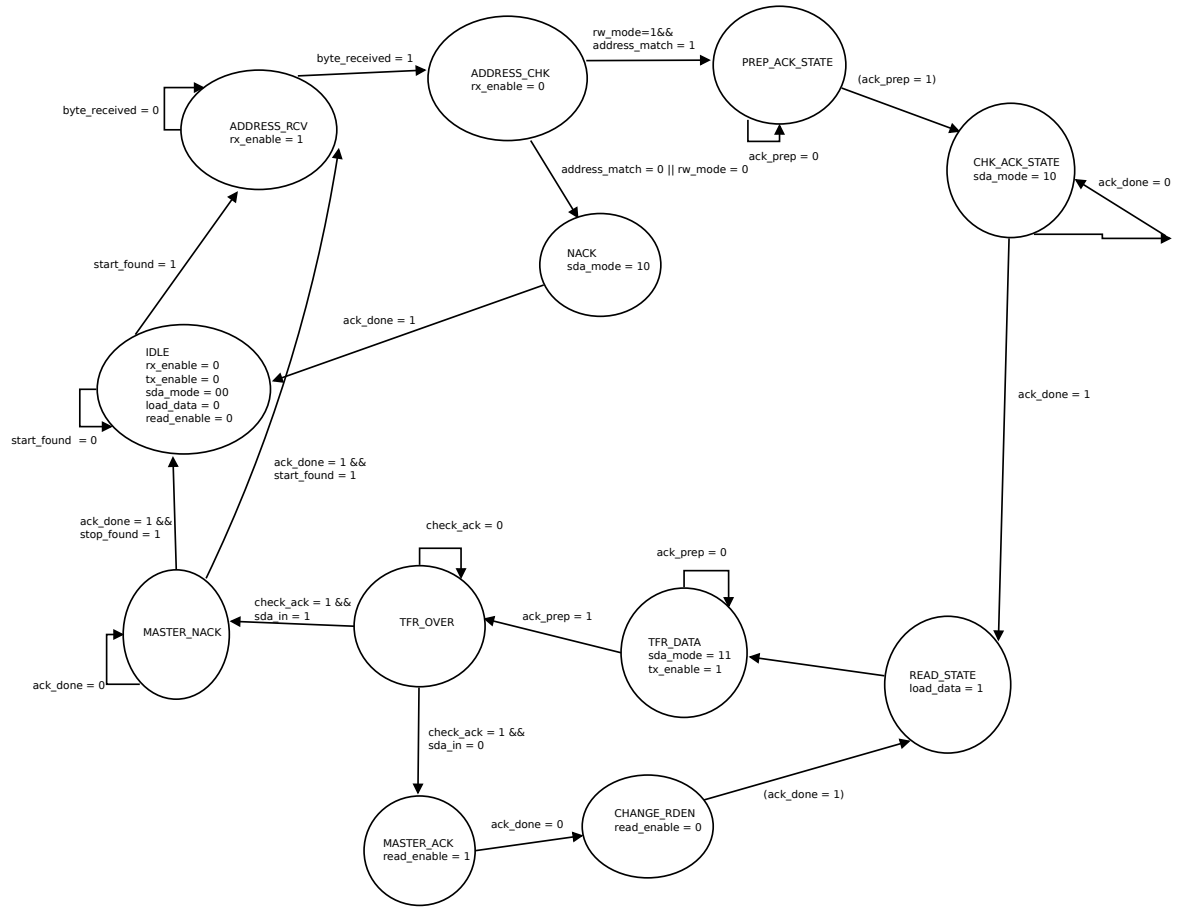 rw_mode=1&&
address_match = 1
byte_received = 1
PREP_ACK_STATE
ADDRESS_CHK
rx_enable = 0
(ack_prep = 1)
byte_received = 0
ADDRESS_RCV
rx_enable = 1
ack_prep = 0
CHK_ACK_STATE
sda_mode = 10
address_match = 0 || rw_mode = 0
ack_done = 0
NACK
sda_mode = 10
start_found = 1
ack_done = 1
IDLE
rx_enable = 0
tx_enable = 0
sda_mode = 00
load_data = 0
read_enable = 0
ack_done = 1
start_found  = 0
ack_done = 1 &&
start_found = 1
ack_done = 1 &&
stop_found = 1
check_ack = 0
ack_prep = 0
check_ack = 1 &&
sda_in = 1
ack_prep = 1
MASTER_NACK
TFR_OVER
TFR_DATA
sda_mode = 11
tx_enable = 1
READ_STATE
load_data = 1
ack_done = 0
check_ack = 1 &&
sda_in = 0
(ack_done = 1)
CHANGE_RDEN
read_enable = 0
ack_done = 0
MASTER_ACK
read_enable = 1